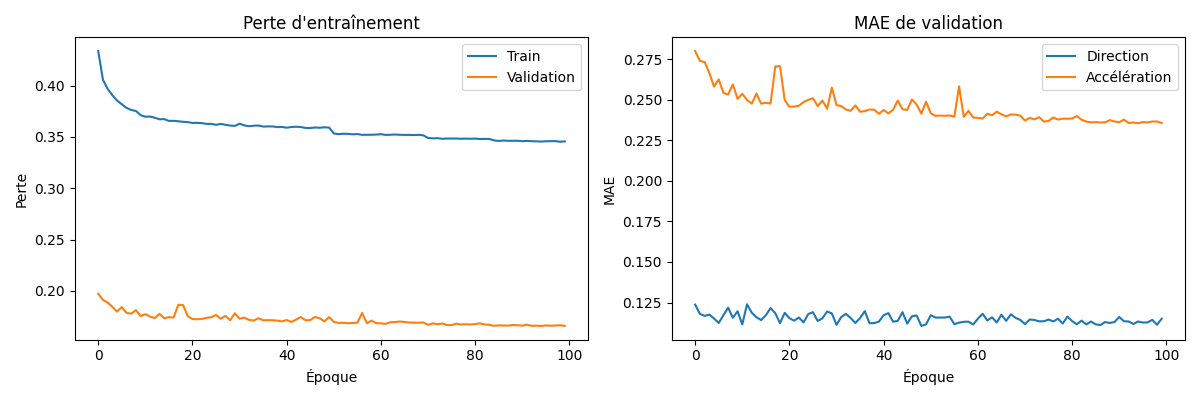 Perte d'entraînement
Perte
0.40
0.35
0.30
0.25
0.20
0
20
40
60
80
100
Époque
Train
Validation
MAE de validation
MAE
0.275
0.250
0.225
0.200
0.175
0.150
0.125
0
20
40
60
80
100
Époque
Direction
Accélération